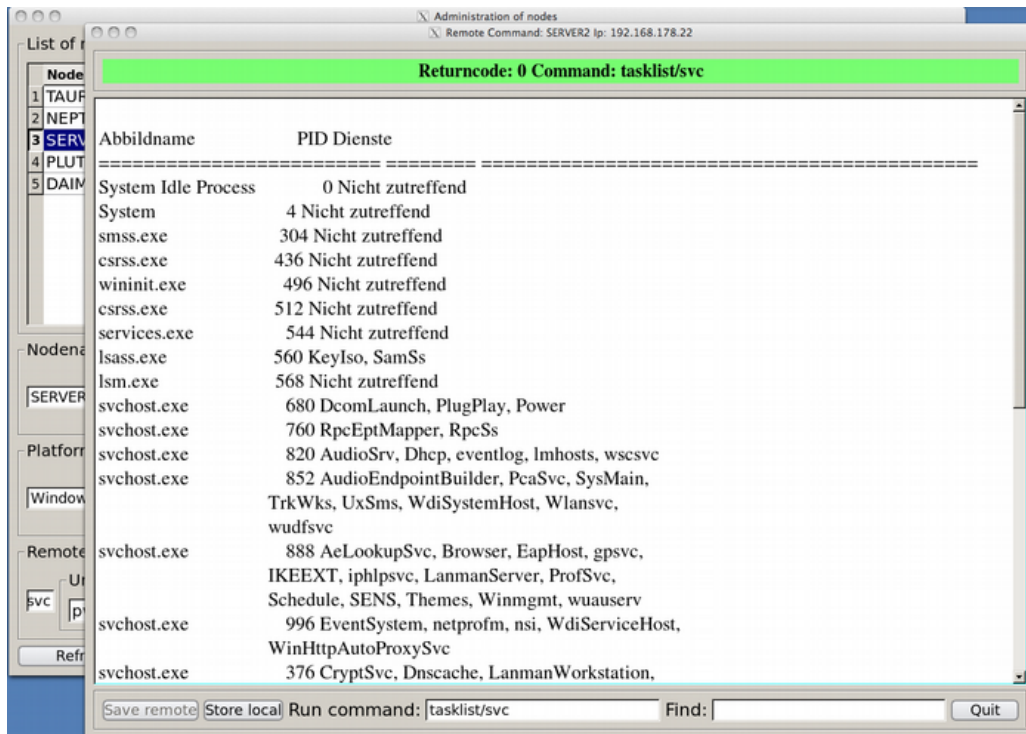 Administration of nodes
Remote Command: SERVER2 Ip: 192.168.178.22
List of
Returncode: 0 Command: tasklist/svc
Node
1 TAUR
2 NEPT
3 SERV
4 PLUT
5 DAIM
Abbildname PID Dienste
========================= ======== ============================================
System Idle Process 0 Nicht zutreffend
System 4 Nicht zutreffend
smss.exe 304 Nicht zutreffend
csrss.exe 436 Nicht zutreffend
wininit.exe 496 Nicht zutreffend
csrss.exe 512 Nicht zutreffend
services.exe 544 Nicht zutreffend
lsass.exe 560 KeyIso, SamSs
lsm.exe 568 Nicht zutreffend
svchost.exe 680 DcomLaunch, PlugPlay, Power
svchost.exe 760 RpcEptMapper, RpcSs
svchost.exe 820 AudioSrv, Dhcp, eventlog, lmhosts, wscsvc
svchost.exe 852 AudioEndpointBuilder, PcaSvc, SysMain,
TrkWks, UxSms, WdiSystemHost, Wlansvc,
wudfsvc
svchost.exe 888 AeLookupSvc, Browser, EapHost, gpsvc,
IKEEXT, iphlpsvc, LanmanServer, ProfSvc,
Schedule, SENS, Themes, Winmgmt, wuauserv
svchost.exe 996 EventSystem, netprofm, nsi, WdiServiceHost,
WinHttpAutoProxySvc
svchost.exe 376 CryptSvc, Dnscache, LanmanWorkstation,
Nodena
SERVER
Platforr
Window
Remote
Ur
svc
Refr
Save remote Store local Run command: tasklist/svc Find: Quit